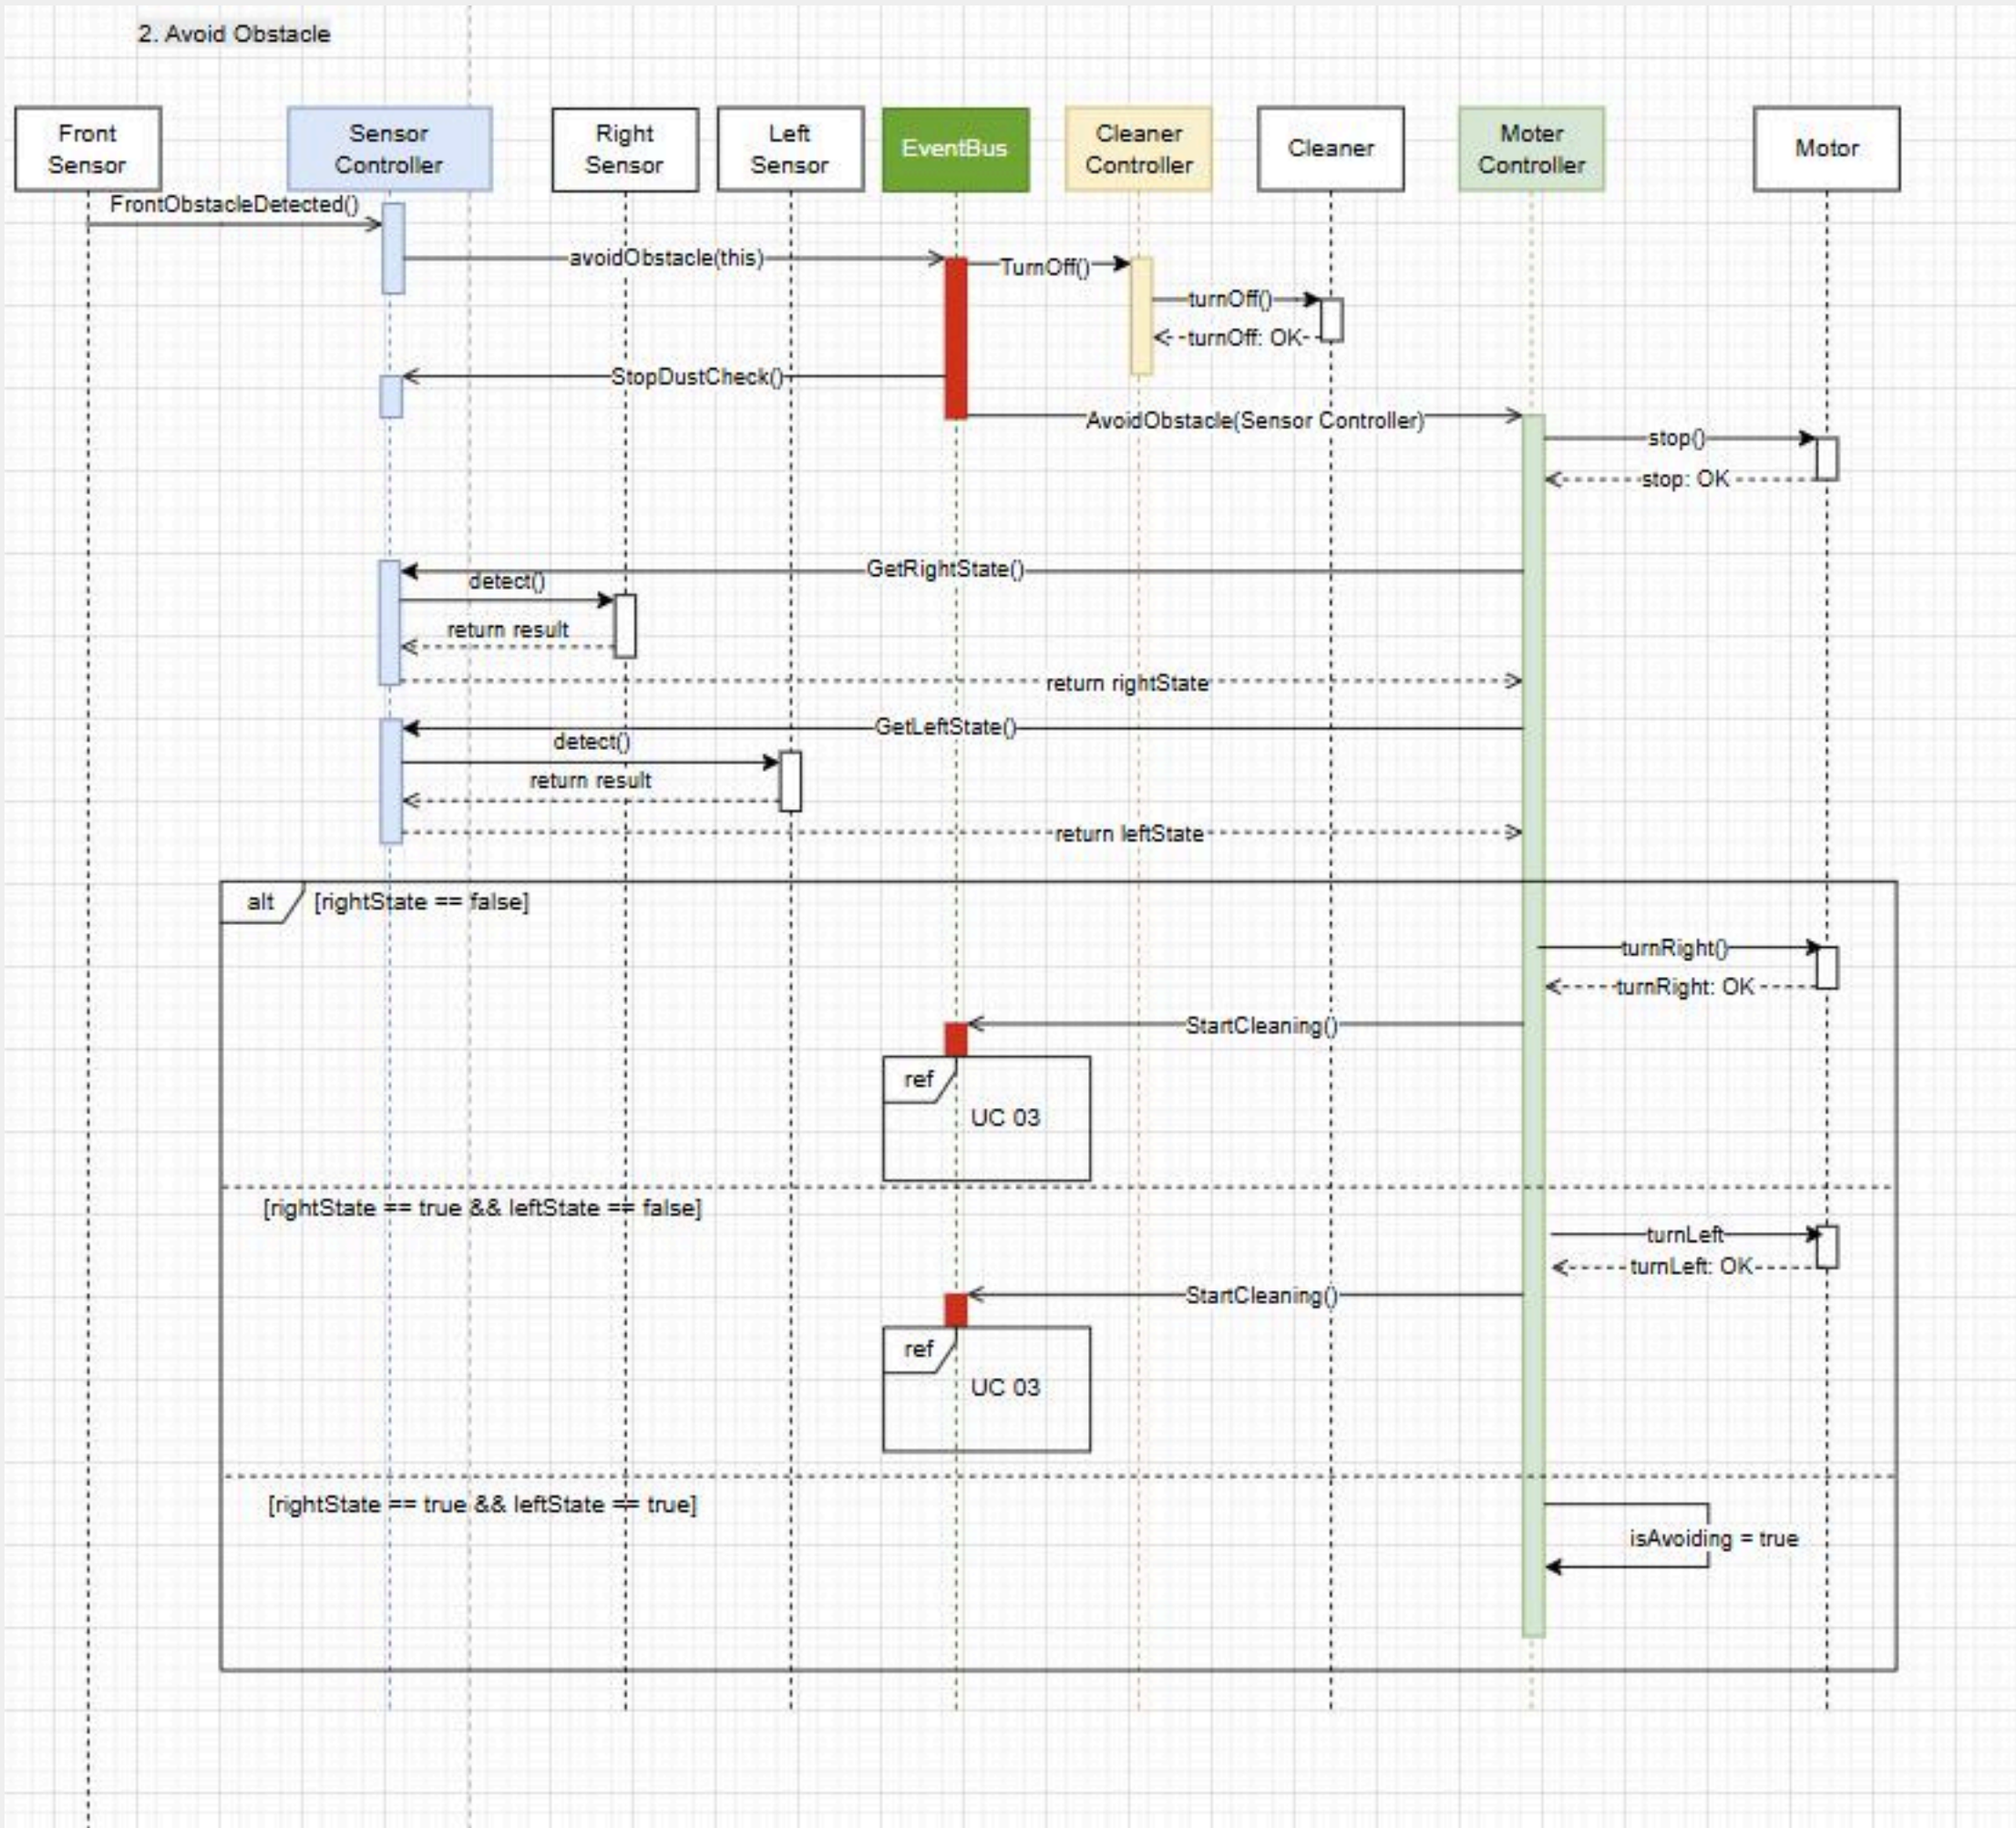 2. Avoid Obstacle
Front
Sensor
Sensor
Controller
Right
Sensor
Left
Sensor
EventBus
Cleaner
Controller
Cleaner
Moter
Controller
Motor
FrontObstacleDetected()
avoidObstacle(this)
TurnOff()
turnOff()
turnOff: OK
StopDustCheck()
AvoidObstacle(Sensor Controller)
stop()
stop: OK
GetRightState()
detect()
return result
return rightState
GetLeftState()
detect()
return result
return leftState
alt
[rightState == false]
turnRight()
turnRight: OK
StartCleaning()
ref
UC 03
[rightState == true && leftState == false]
turnLeft
turnLeft: OK
StartCleaning()
ref
UC 03
[rightState == true && leftState == true]
isAvoiding = true